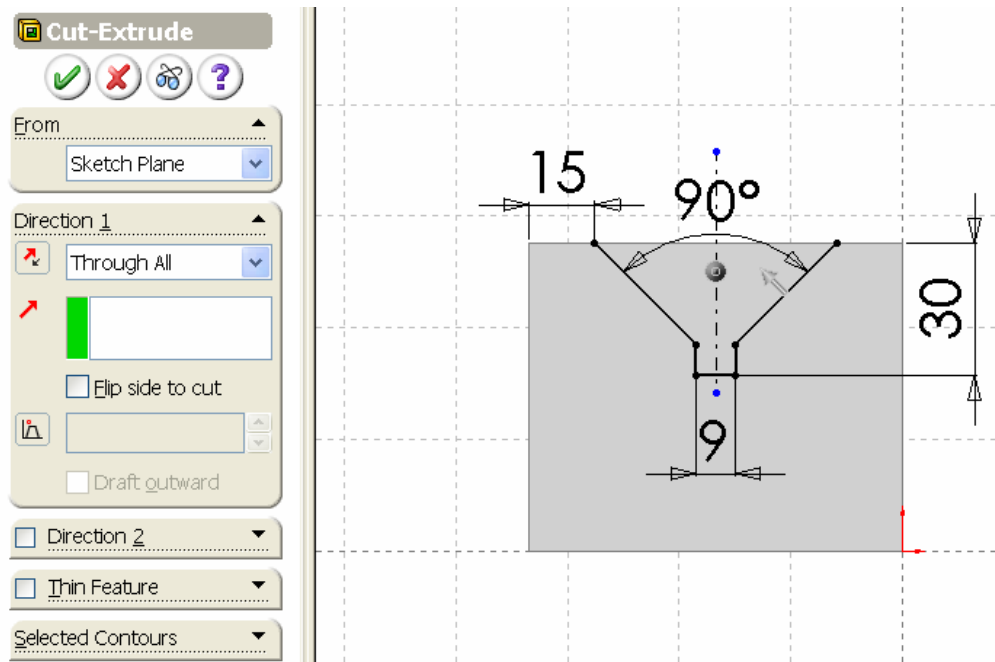 Cut-Extrude
?
From
Sketch Plane
Direction 1
Through All
Flip side to cut
Draft outward
Direction 2
Thin Feature
Selected Contours
15
90°
30
9